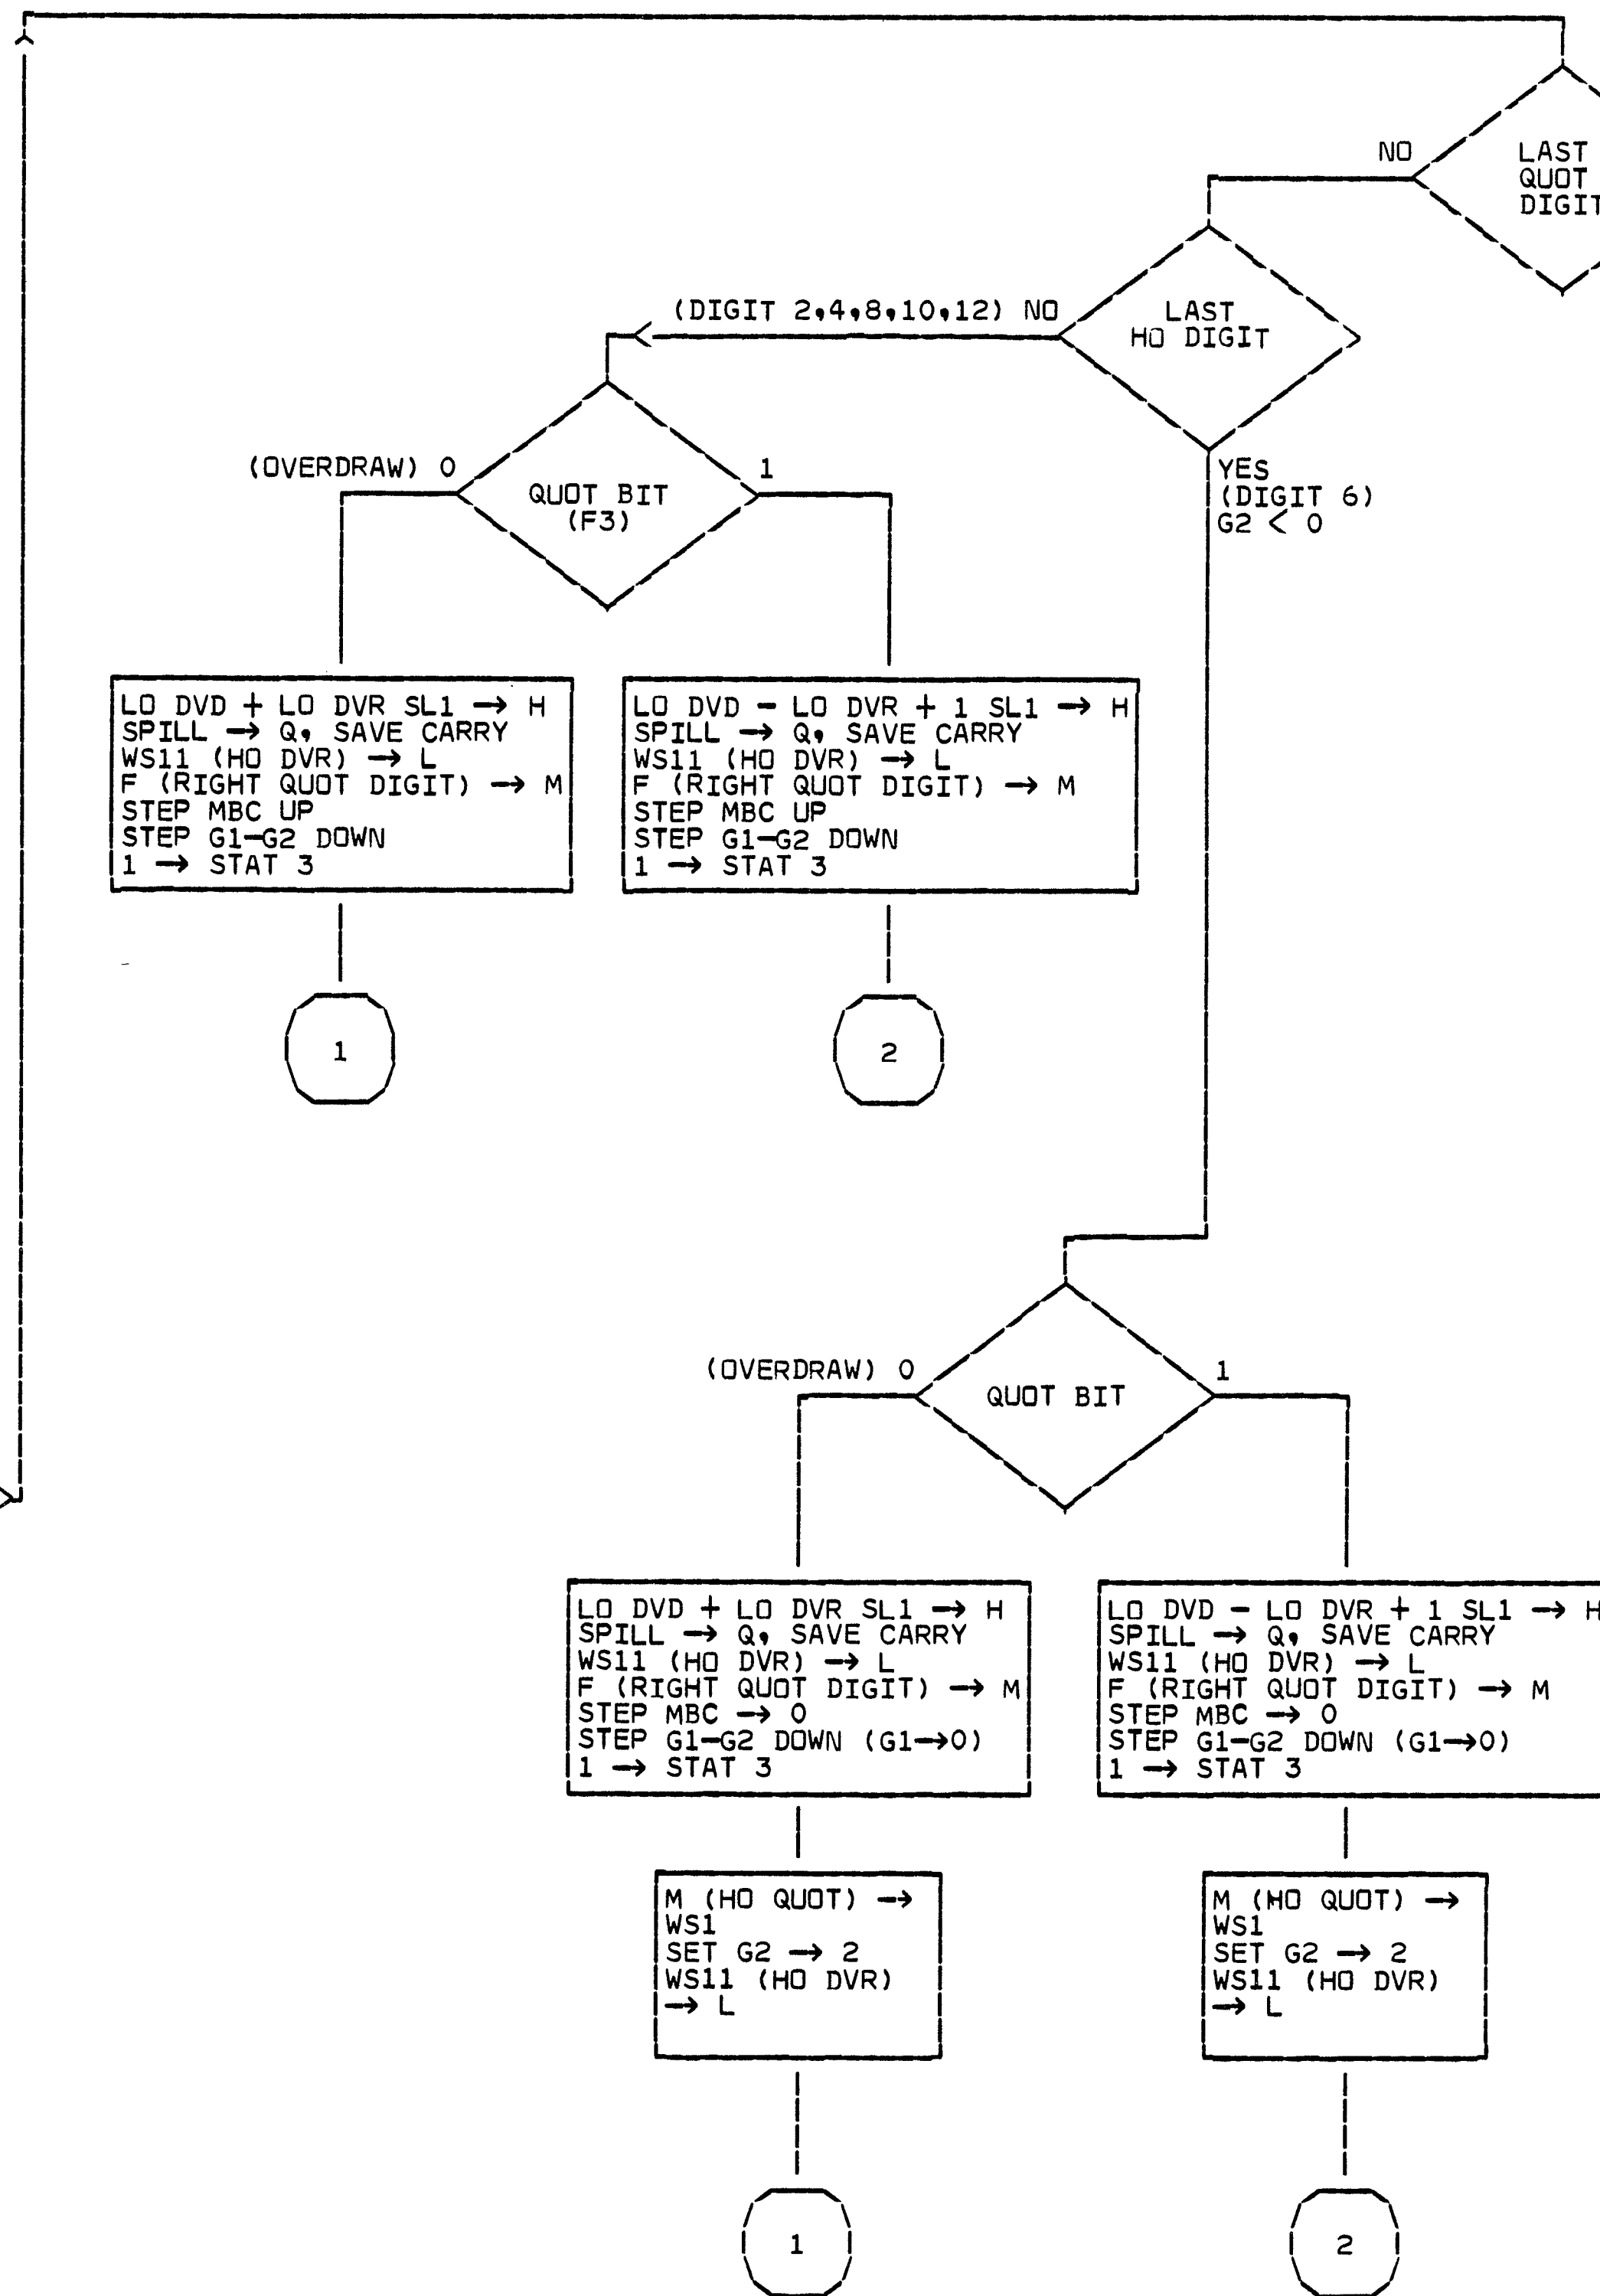 NO
LAST
QUOT
DIGIT
(DIGIT 2,4,8,10,12) NO
LAST
HO DIGIT
YES
(DIGIT 6)
G2 < 0
(OVERDRAW) 0
1
QUOT BIT
(F3)
LO DVD + LO DVR SL1 → H
SPILL → Q, SAVE CARRY
WS11 (HO DVR) → L
F (RIGHT QUOT DIGIT) → M
STEP MBC UP
STEP G1-G2 DOWN
1 → STAT 3
LO DVD - LO DVR + 1 SL1 → H
SPILL → Q, SAVE CARRY
WS11 (HO DVR) → L
F (RIGHT QUOT DIGIT) → M
STEP MBC UP
STEP G1-G2 DOWN
1 → STAT 3
1
2
(OVERDRAW) 0
1
QUOT BIT
LO DVD + LO DVR SL1 → H
SPILL → Q, SAVE CARRY
WS11 (HO DVR) → L
F (RIGHT QUOT DIGIT) → M
STEP MBC → 0
STEP G1-G2 DOWN (G1→0)
1 → STAT 3
LO DVD - LO DVR + 1 SL1 → H
SPILL → Q, SAVE CARRY
WS11 (HO DVR) → L
F (RIGHT QUOT DIGIT) → M
STEP MBC → 0
STEP G1-G2 DOWN (G1→0)
1 → STAT 3
M (HO QUOT) →
WS1
SET G2 → 2
WS11 (HO DVR)
→ L
M (HO QUOT) →
WS1
SET G2 → 2
WS11 (HO DVR)
→ L
1
2